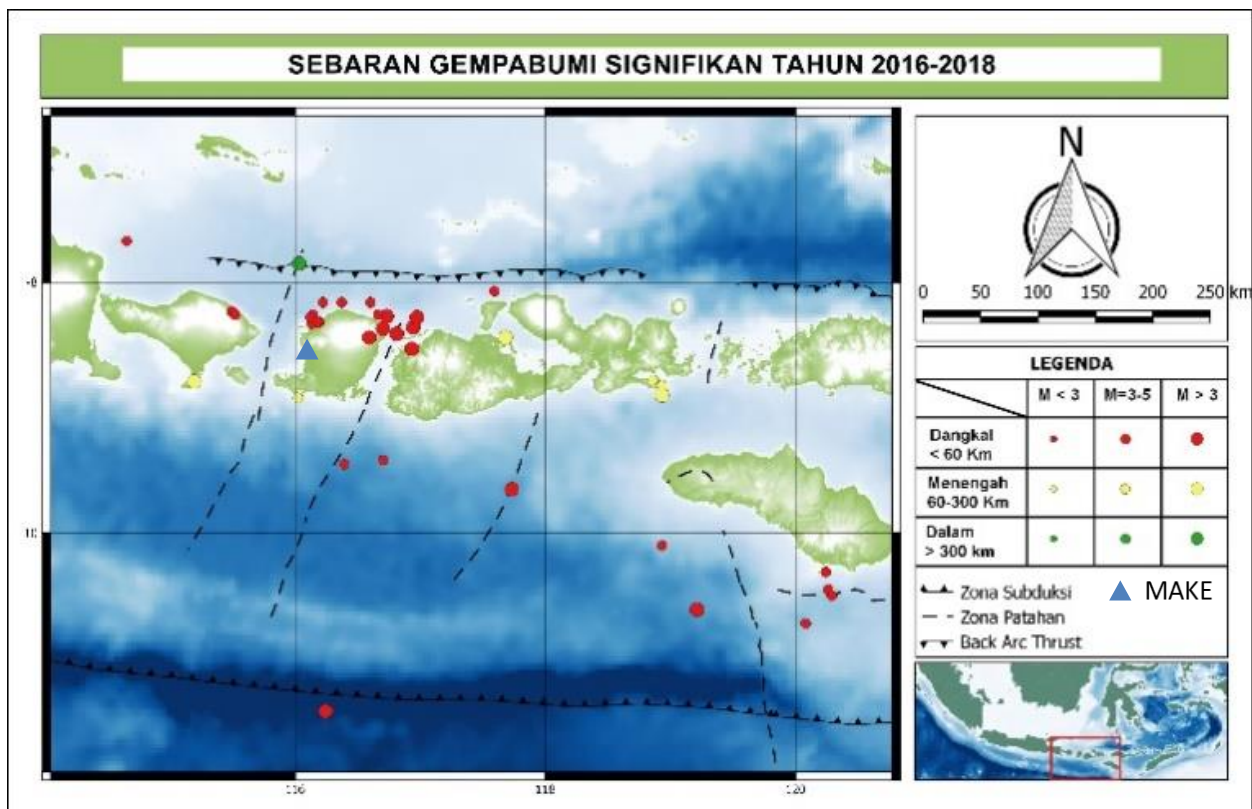 SEBARAN GEMPABUMI SIGNIFIKAN TAHUN 2016-2018
N
0 50 100 150 200 250 km
LEGENDA
M < 3 M=3-5 M > 3
Dangkal
< 60 Km
Menengah
60-300 Km
Dalam
> 300 km
Zona Subduksi MAKE
Zona Patahan
Back Arc Thrust
-8
116 118 120